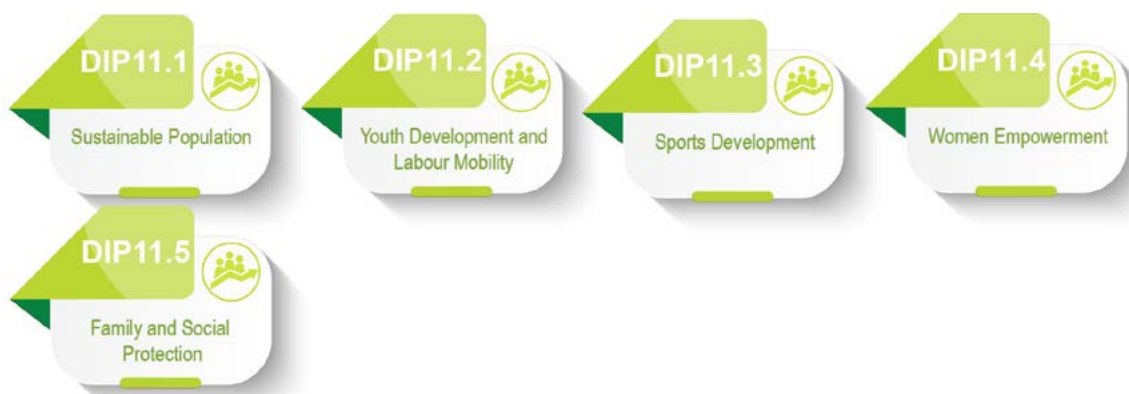 DIP11.1
Sustainable Population
DIP11.2
Youth Development and
Labour Mobility
DIP11.3
Sports Development
DIP11.4
Women Empowerment
DIP11.5
Family and Social
Protection